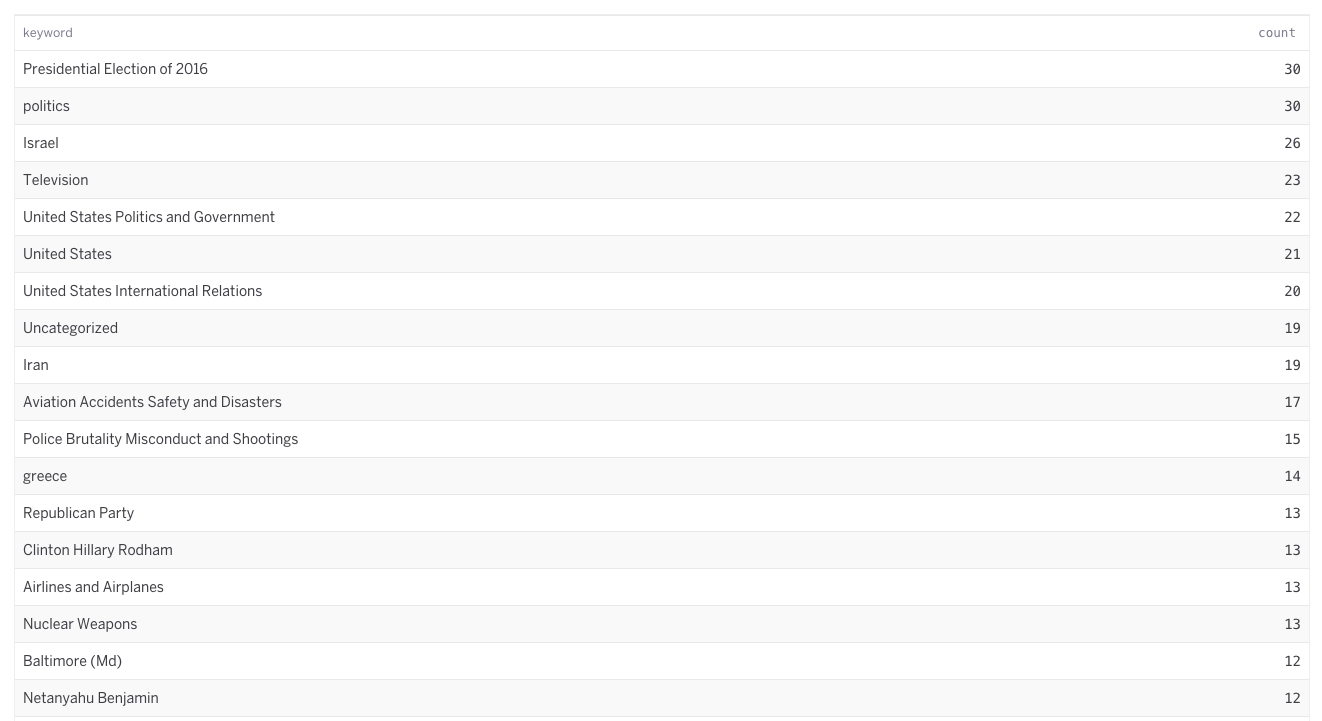 keyword count
Presidential Election of 2016 30
politics 30
Israel 26
Television 23
United States Politics and Government 22
United States 21
United States International Relations 20
Uncategorized 19
Iran 19
Aviation Accidents Safety and Disasters 17
Police Brutality Misconduct and Shootings 15
greece 14
Republican Party 13
Clinton Hillary Rodham 13
Airlines and Airplanes 13
Nuclear Weapons 13
Baltimore (Md) 12
Netanyahu Benjamin 12